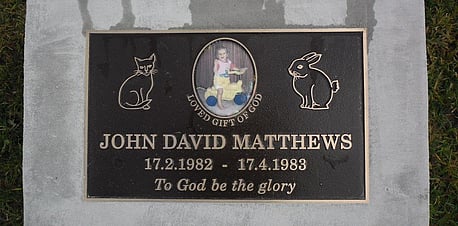 LOVED GIFT OF GOD
JOHN DAVID MATTHEWS
17.2.1982 - 17.4.1983
To God be the glory